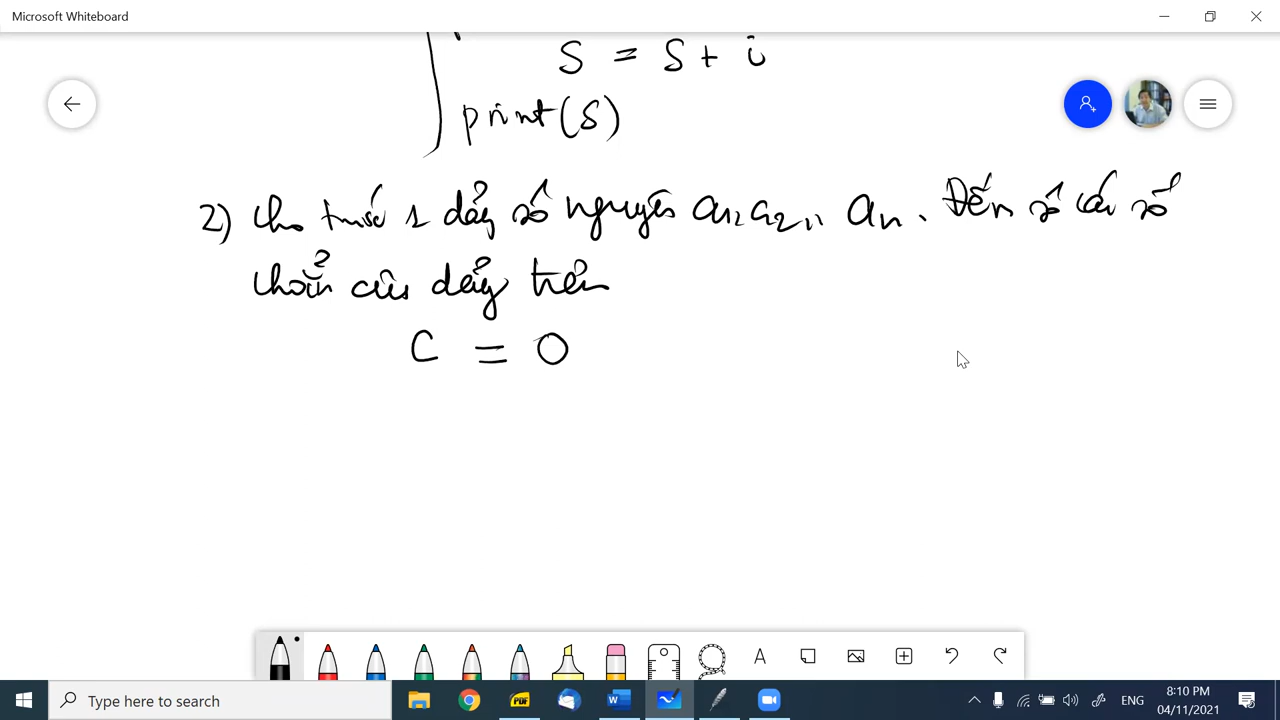 Microsoft Whiteboard
S = S + i
print(S)
2) Cho trước 1 dãy số nguyên a1, a2,.., an. Đếm số các số
chẵn của dãy trên
C = 0
A
W
PDF
Type here to search
ENG
8:10 PM
04/11/2021